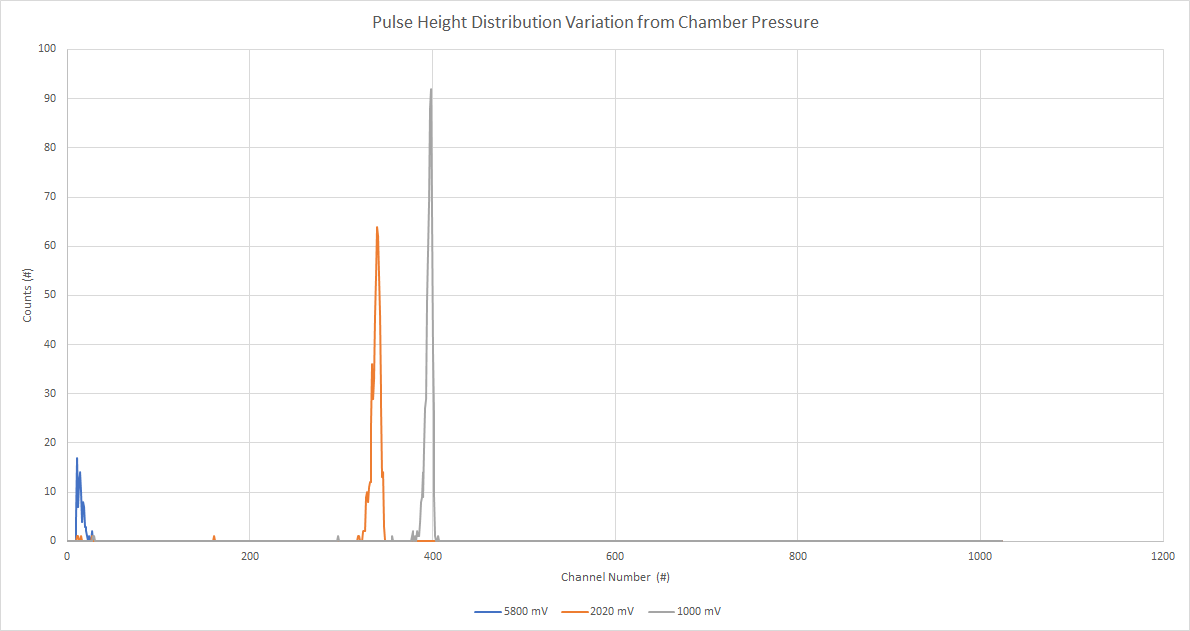 Pulse Height Distribution Variation from Chamber Pressure
100
90
80
70
60
50
40
30
20
10
0
Counts (#)
0 200 400 600 800 1000 1200
Channel Number (#)
5800 mV 2020 mV 1000 mV